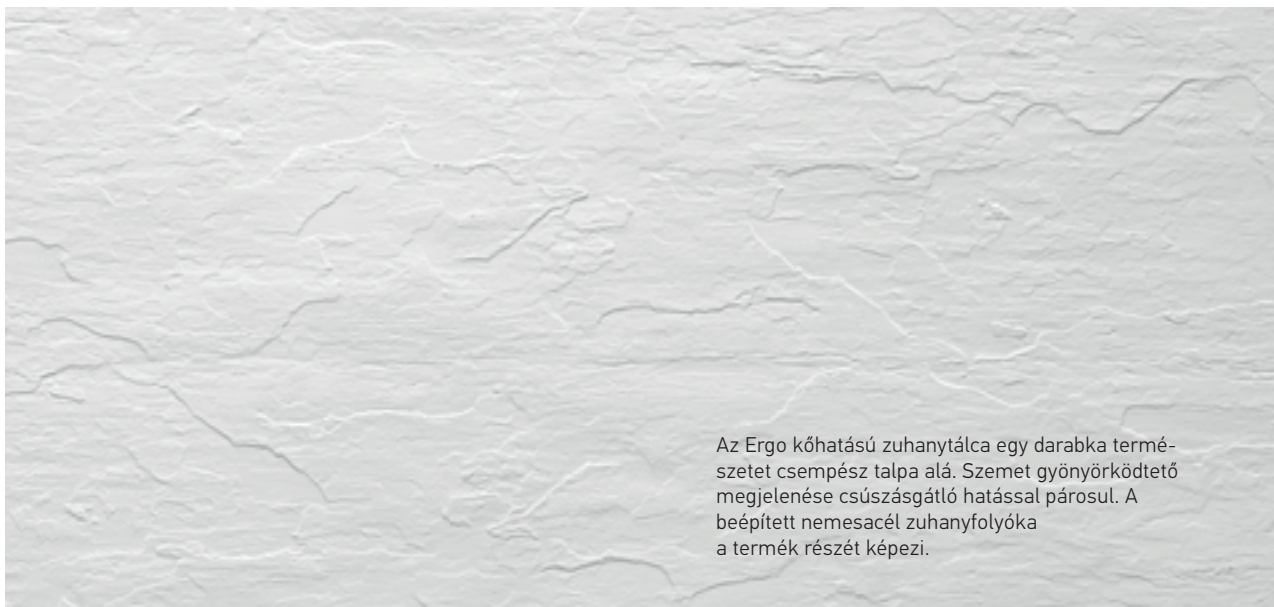 Az Ergo kőhatású zuhanytálca egy darabka termé-
szetet csempész talpa alá. Szemet gyönyörködtető
megjelenése csúszásgátló hatással párosul. A
beépített nemesacél zuhanyfolyóka
a termék részét képezi.